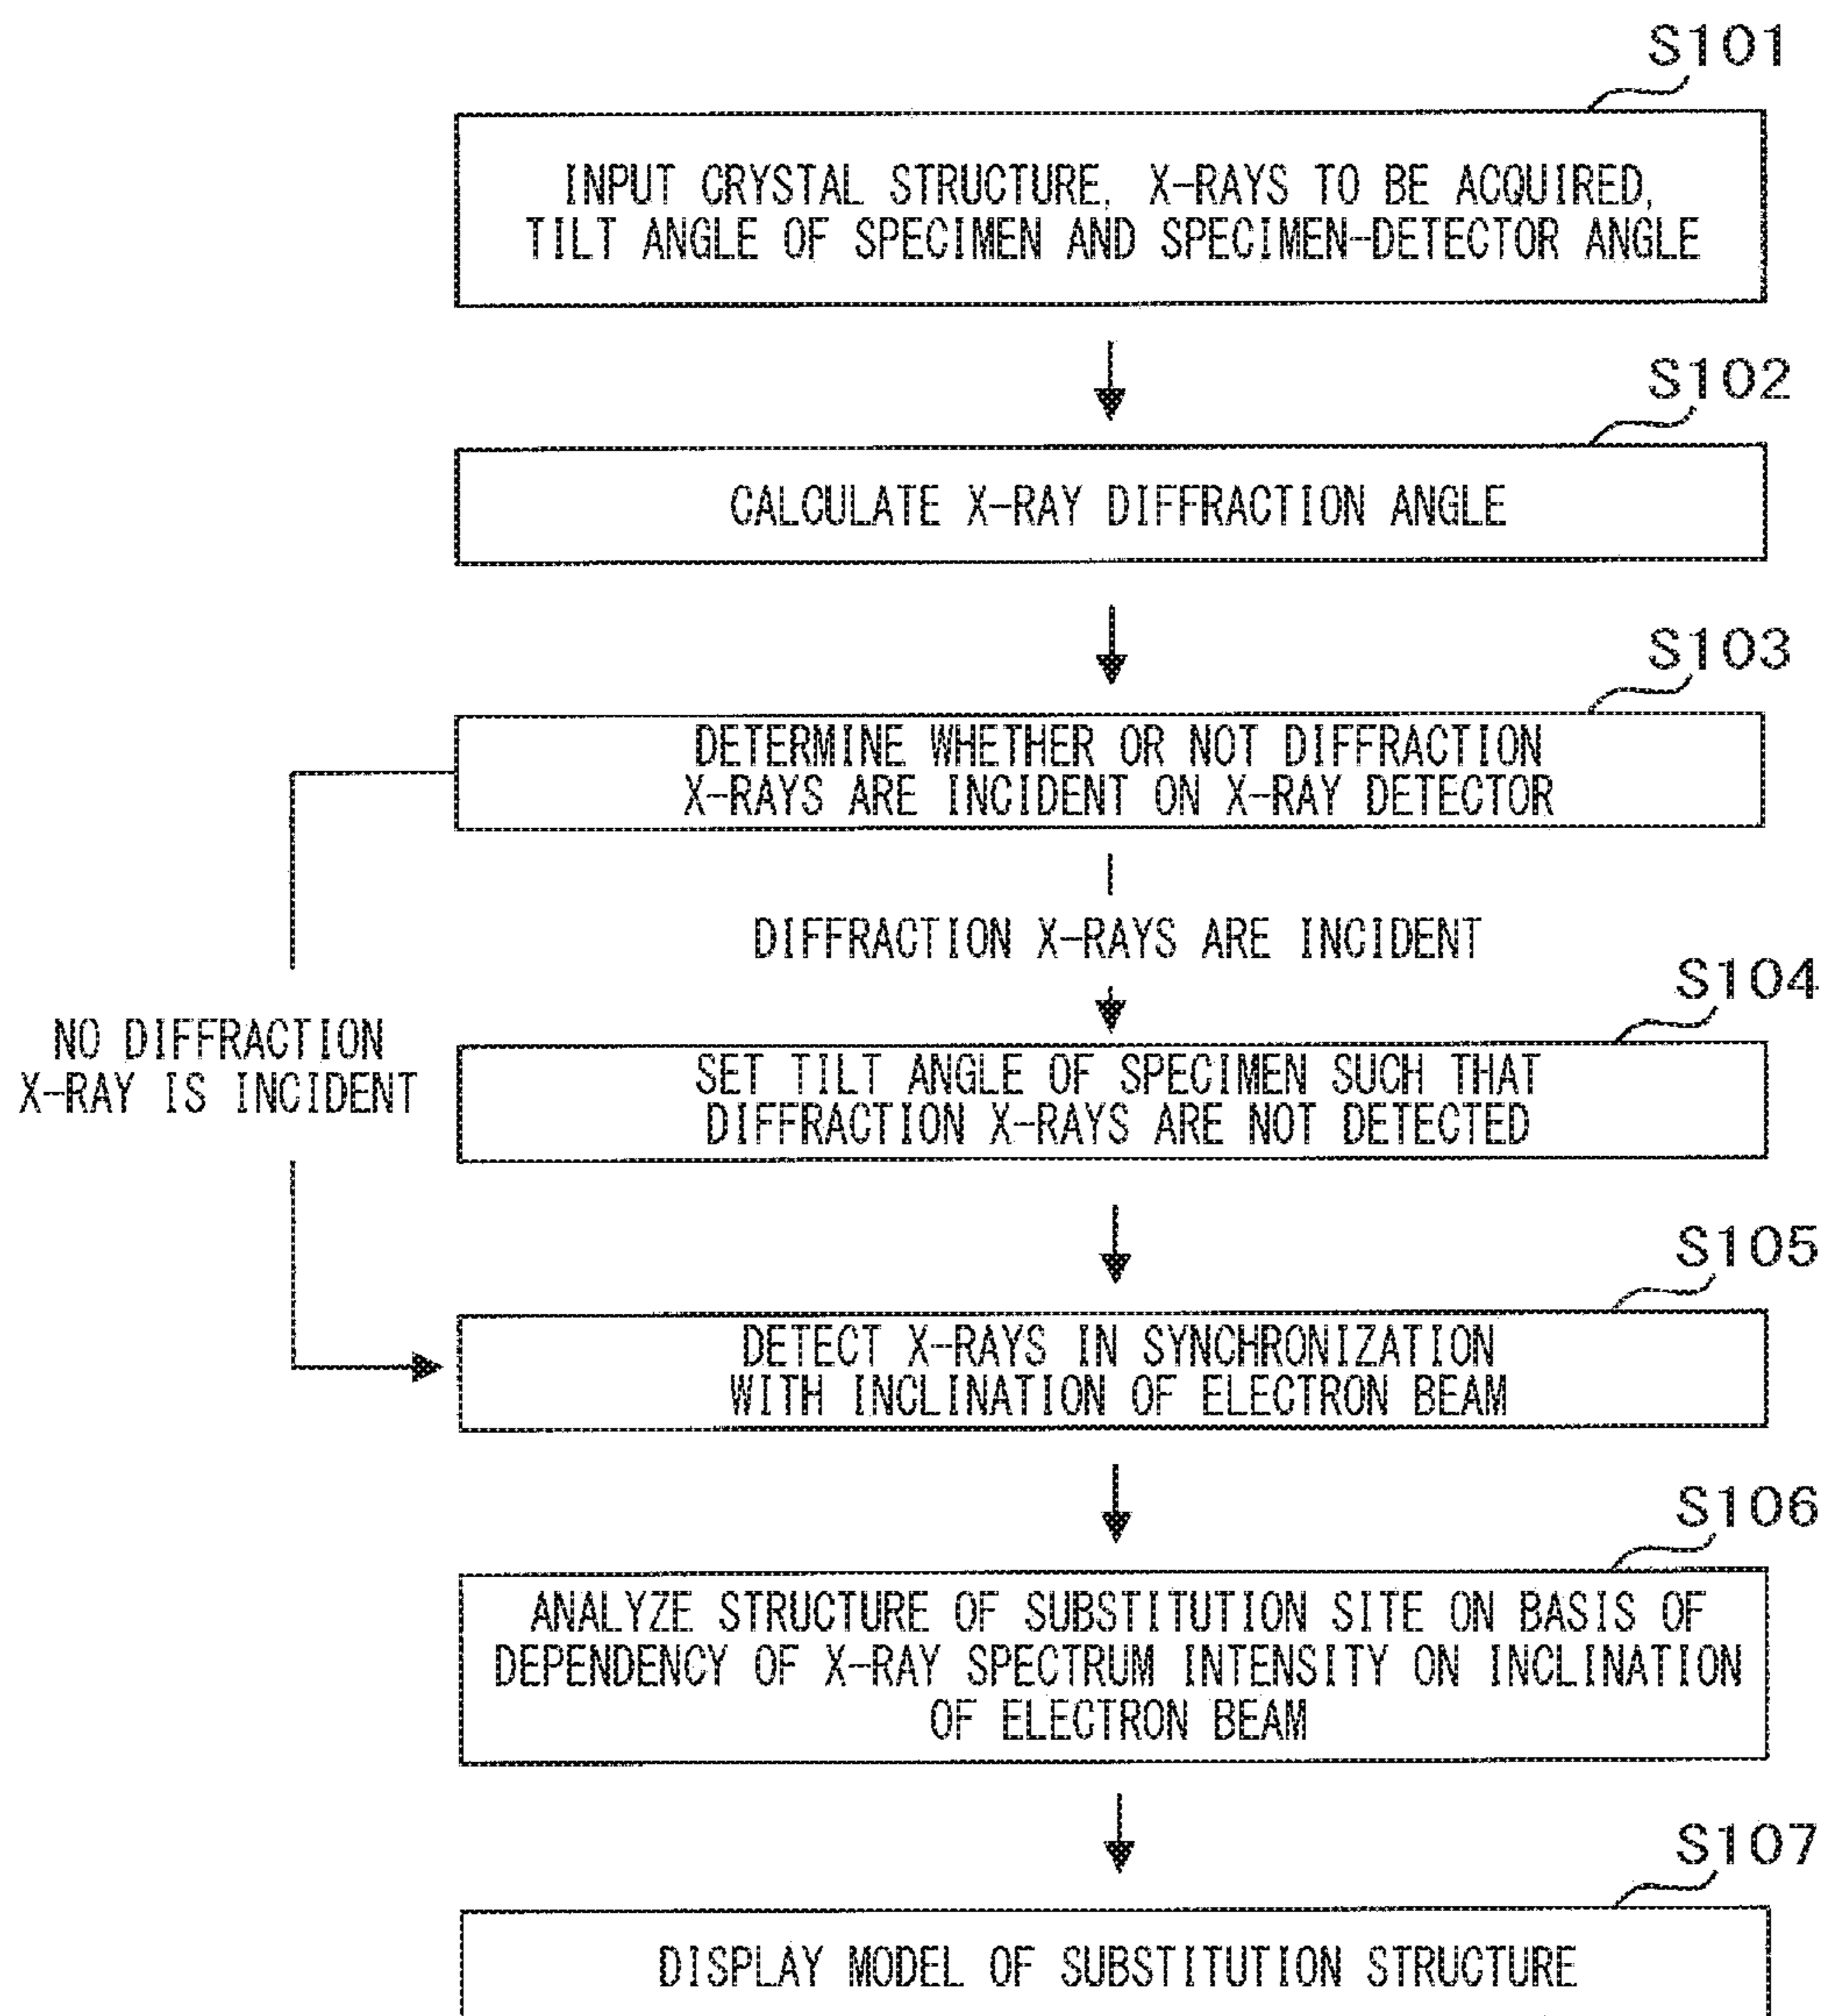 S101
INPUT CRYSTAL STRUCTURE, X-RAYS TO BE ACQUIRED,
TILT ANGLE OF SPECIMEN AND SPECIMEN-DETECTOR ANGLE
S102
CALCULATE X-RAY DIFFRACTION ANGLE
S103
DETERMINE WHETHER OR NOT DIFFRACTION
X-RAYS ARE INCIDENT ON X-RAY DETECTOR
DIFFRACTION X-RAYS ARE INCIDENT
NO DIFFRACTION
X-RAY IS INCIDENT
S104
SET TILT ANGLE OF SPECIMEN SUCH THAT
DIFFRACTION X-RAYS ARE NOT DETECTED
S105
DETECT X-RAYS IN SYNCHRONIZATION
WITH INCLINATION OF ELECTRON BEAM
S106
ANALYZE STRUCTURE OF SUBSTITUTION SITE ON BASIS OF
DEPENDENCY OF X-RAY SPECTRUM INTENSITY ON INCLINATION
OF ELECTRON BEAM
S107
DISPLAY MODEL OF SUBSTITUTION STRUCTURE